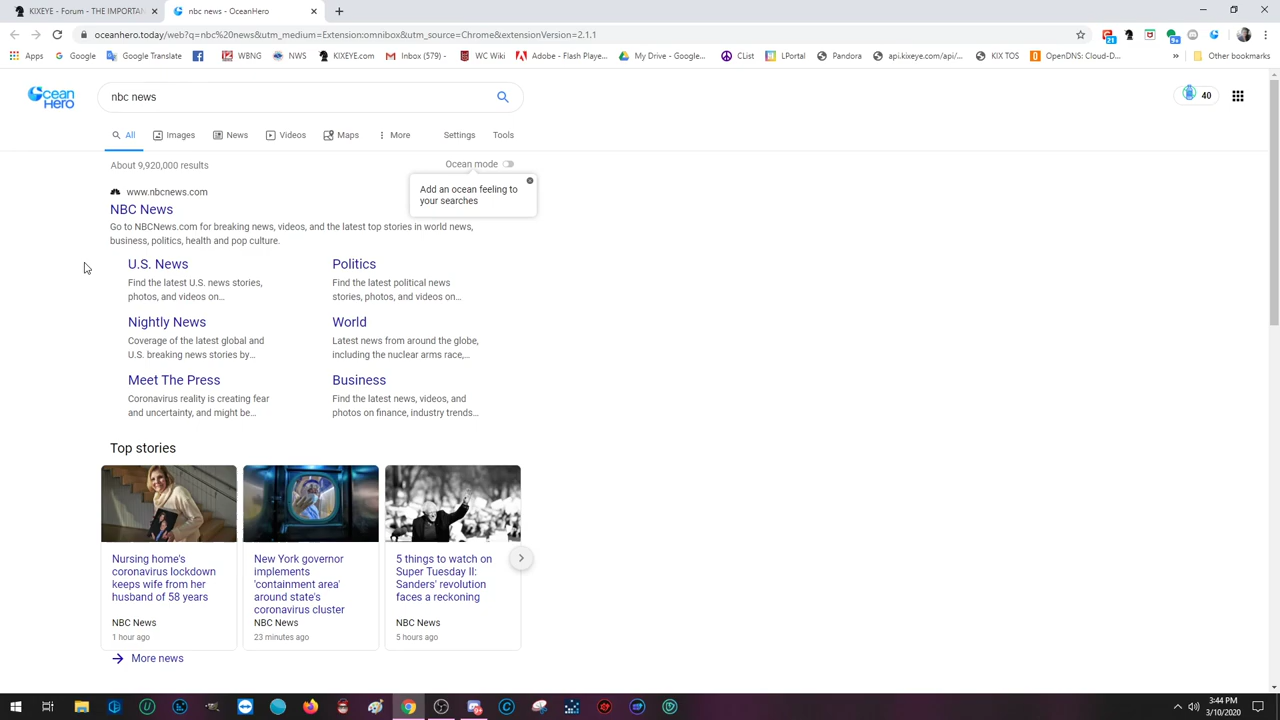 KIXEYE - Forum - THE IMPORTAN
nbc news - OceanHero
oceanhero.today/web?q=nbc%20news&utm_medium=Extension:omnibox&utm_source=Chrome&extensionVersion=2.1.1
21
9+
Apps
Google
Google Translate
WBNG
NWS
KIXEYE.com
Inbox (579) -
WC Wiki
Adobe - Flash Playe...
My Drive - Google...
CList
LPortal
Pandora
api.kixeye.com/api/...
KIX TOS
OpenDNS: Cloud-D...
»
Other bookmarks
Ocean
Hero
nbc news
40
All
Images
News
Videos
Maps
More
Settings
Tools
About 9,920,000 results
Ocean mode
Add an ocean feeling to
your searches
www.nbcnews.com
NBC News
Go to NBCNews.com for breaking news, videos, and the latest top stories in world news,
business, politics, health and pop culture.
U.S. News
Find the latest U.S. news stories,
photos, and videos on...
Politics
Find the latest political news
stories, photos, and videos on...
Nightly News
Coverage of the latest global and
U.S. breaking news stories by...
World
Latest news from around the globe,
including the nuclear arms race,...
Meet The Press
Coronavirus reality is creating fear
and uncertainty, and might be...
Business
Find the latest news, videos, and
photos on finance, industry trends...
Top stories
Nursing home's
coronavirus lockdown
keeps wife from her
husband of 58 years
NBC News
1 hour ago
New York governor
implements
'containment area'
around state's
coronavirus cluster
NBC News
23 minutes ago
5 things to watch on
Super Tuesday II:
Sanders' revolution
faces a reckoning
NBC News
5 hours ago
More news
3:44 PM
3/10/2020